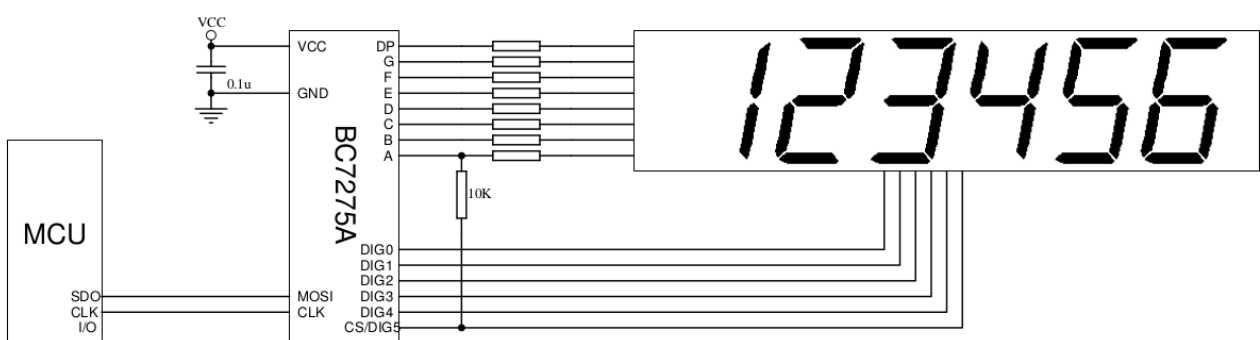 VCC
0.1u
VCC
GND
BC7275A
MOSI
CLK
DP
G
F
E
D
C
B
A
10K
DIG0
DIG1
DIG2
DIG3
DIG4
CS/DIG5
123456
MCU
SDO
CLK
I/O